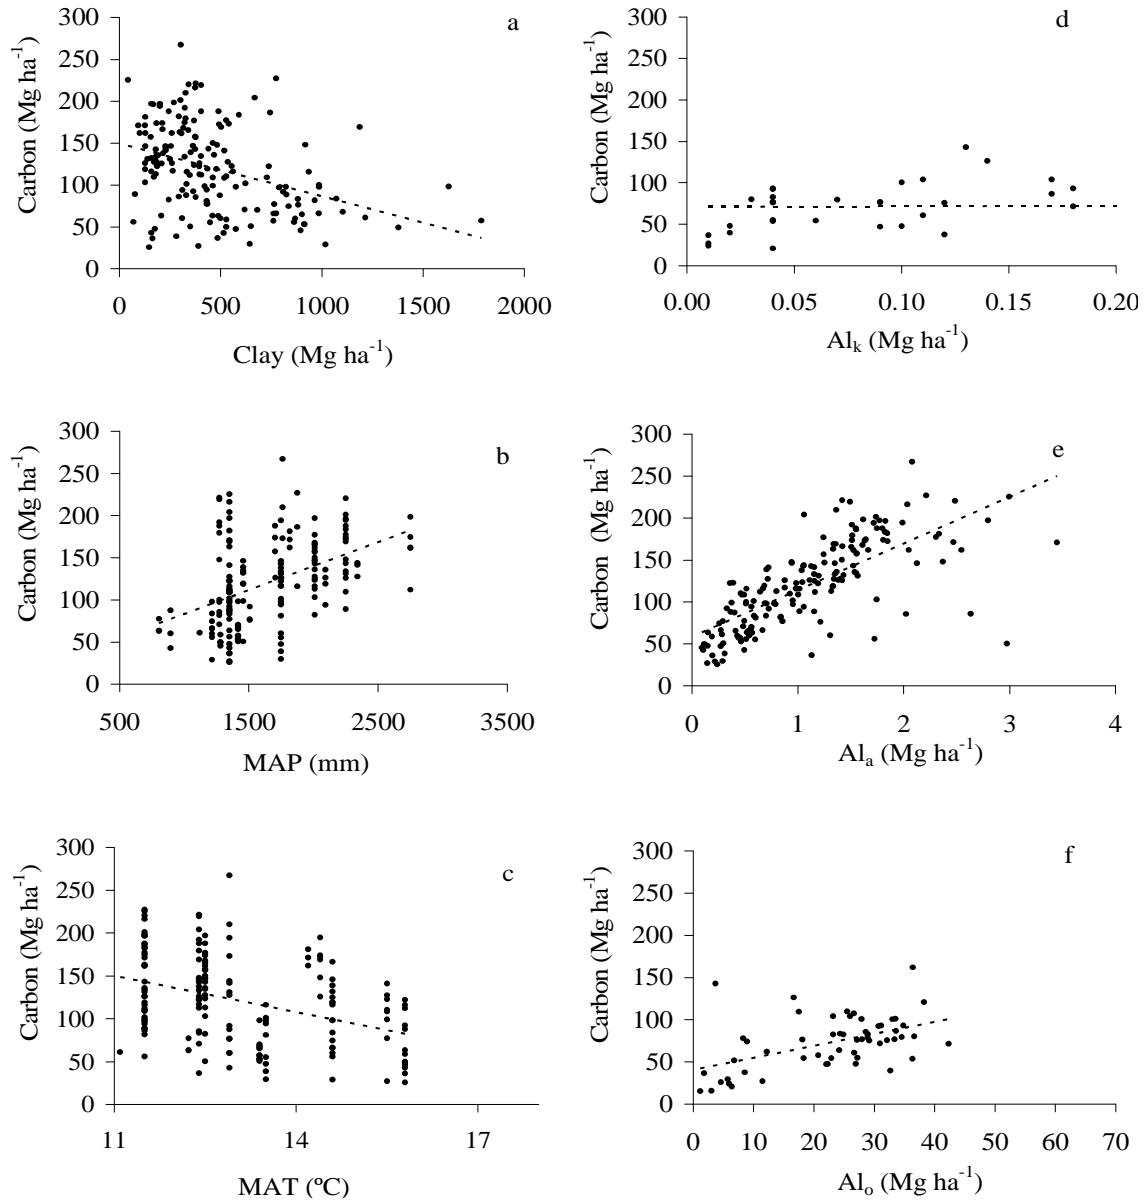 a
Carbon (Mg ha⁻¹)
300
250
200
150
100
50
0
0 500 1000 1500 2000
Clay (Mg ha⁻¹)
d
Carbon (Mg ha⁻¹)
300
250
200
150
100
50
0
0.00 0.05 0.10 0.15 0.20
Alₖ (Mg ha⁻¹)
b
Carbon (Mg ha⁻¹)
300
250
200
150
100
50
0
500 1500 2500 3500
MAP (mm)
e
Carbon (Mg ha⁻¹)
300
250
200
150
100
50
0
0 1 2 3 4
Alₐ (Mg ha⁻¹)
c
Carbon (Mg ha⁻¹)
300
250
200
150
100
50
0
11 14 17
MAT (ºC)
f
Carbon (Mg ha⁻¹)
300
250
200
150
100
50
0
0 10 20 30 40 50 60 70
Alₒ (Mg ha⁻¹)